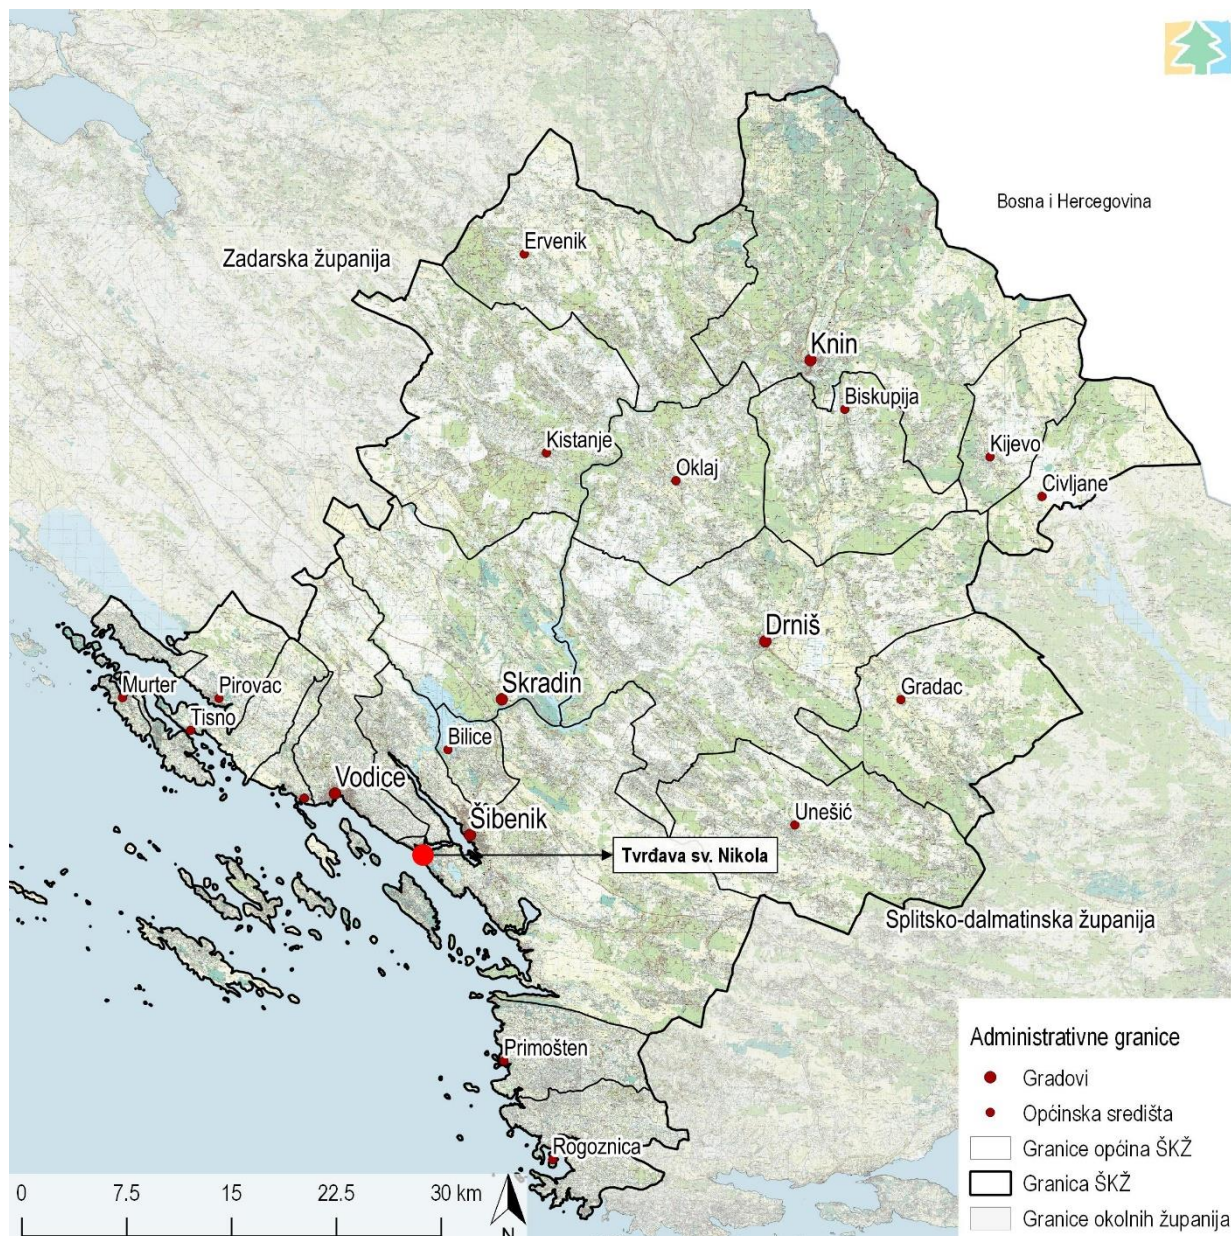 Bosna i Hercegovina
Ervenik
Zadarska županija
Knin
Biskupija
Kistanje
Kijevo
Oklaj
Civljane
Drniš
Skradin
Gradac
Murter
Pirovac
Tisno
Bilice
Vodice
Unešić
Šibenik
Tvrđava sv. Nikola
Splitsko-dalmatinska županija
Primošten
Rogoznica
Administrativne granice
Gradovi
Općinska središta
Granice općina ŠKŽ
Granica ŠKŽ
Granice okolnih županija
0 7.5 15 22.5 30 km
N